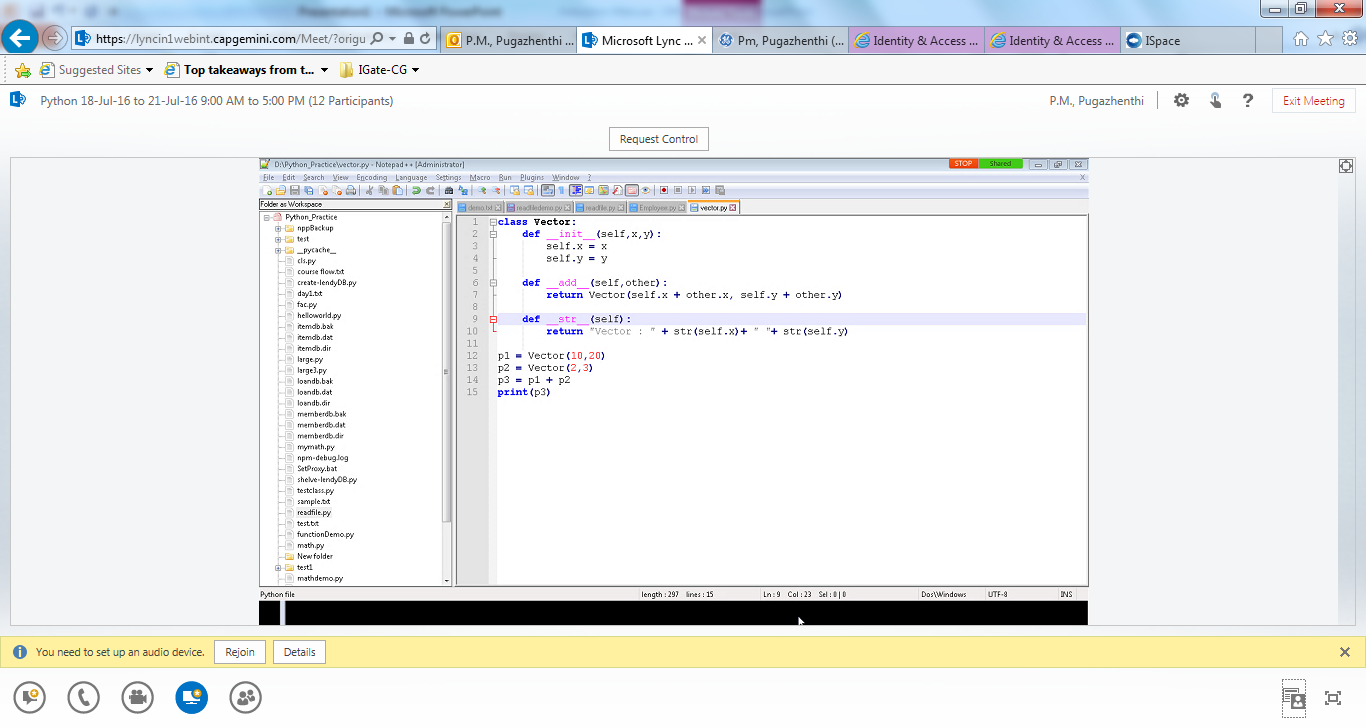 https://lyncin1webint.capgemini.com/Meet/?origu
P.M., Pugazhenthi ...
Microsoft Lync ...
Pm, Pugazhenthi (...
Identity & Access ...
Identity & Access ...
ISpace
Suggested Sites
Top takeaways from t...
IGate-CG
Python 18-Jul-16 to 21-Jul-16 9:00 AM to 5:00 PM (12 Participants)
P.M., Pugazhenthi
?
Exit Meeting
Request Control
D:\Python_Practice\vector.py - Notepad++ [Administrator]
STOP
Shared
File Edit Search View Encoding Language Settings Macro Run Plugins Window ?
X
Folder as Workspace
demo.txt
readfiledemo.py
readfile.py
Employee.py
vector.py
Python_Practice
nppBackup
test
__pycache__
cls.py
course flow.txt
create-lendyDB.py
day1.txt
fac.py
helloworld.py
itemdb.bak
itemdb.dat
itemdb.dir
large.py
large3.py
loandb.bak
loandb.dat
loandb.dir
memberdb.bak
memberdb.dat
memberdb.dir
mymath.py
npm-debug.log
SetProxy.bat
shelve-lendyDB.py
testclass.py
sample.txt
readfile.py
test.txt
functionDemo.py
math.py
New folder
test1
mathdemo.py
1 class Vector:
2 def __init__(self,x,y):
3 self.x = x
4 self.y = y
5
6 def __add__(self,other):
7 return Vector(self.x + other.x, self.y + other.y)
8
9 def __str__(self):
10 return "Vector : " + str(self.x)+ " "+ str(self.y)
11
12 p1 = Vector(10,20)
13 p2 = Vector(2,3)
14 p3 = p1 + p2
15 print(p3)
Python file
length : 297 lines : 15
Ln : 9 Col : 23 Sel : 0 | 0
Dos\Windows
UTF-8
INS
You need to set up an audio device.
Rejoin
Details